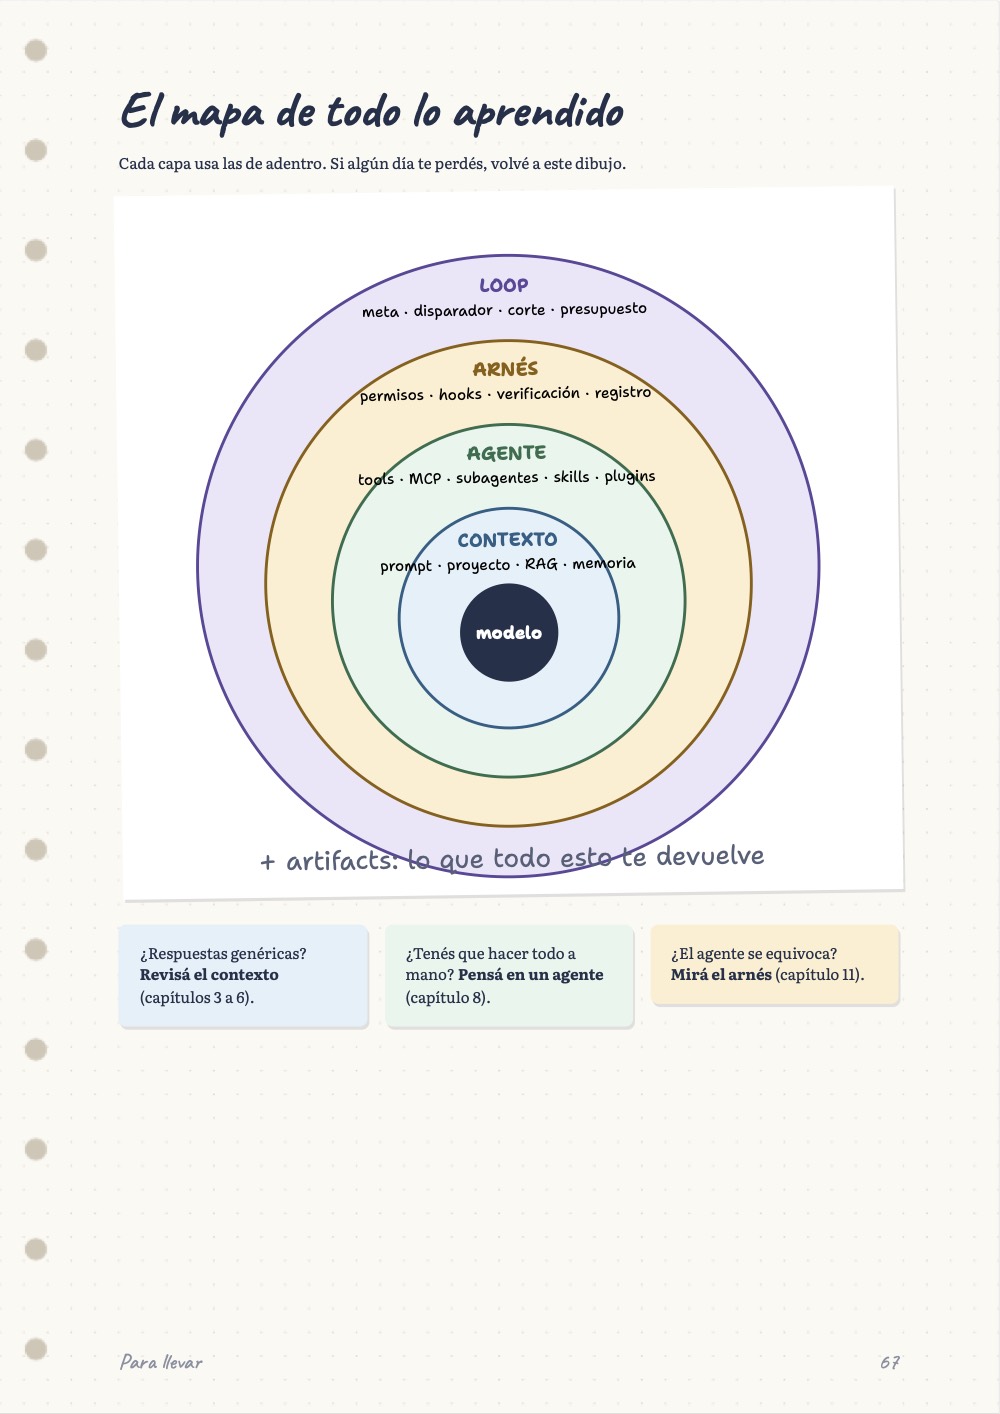 El mapa de todo lo aprendido
Cada capa usa las de adentro. Si algún día te perdés, volvé a este dibujo.
LOOP
meta · disparador · corte · presupuesto
ARNÉS
permisos · hooks · verificación · registro
AGENTE
tools · MCP · subagentes · skills · plugins
CONTEXTO
prompt · proyecto · RAG · memoria
modelo
+ artifacts: lo que todo esto te devuelve
¿Respuestas genéricas?
Revisá el contexto
(capítulos 3 a 6).
¿Tenés que hacer todo a
mano? Pensá en un agente
(capítulo 8).
¿El agente se equivoca?
Mirá el arnés (capítulo 11).
Para llevar
67